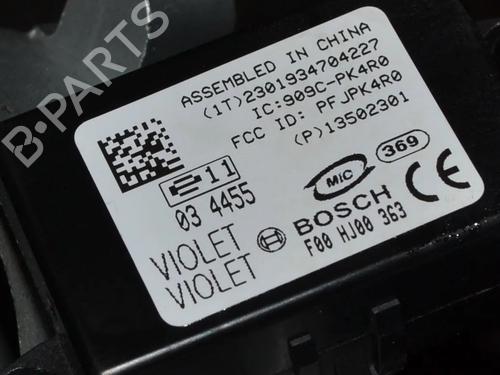 ASSEMBLED IN CHINA
(1T)2301934704227
IC:909C-PK4R0
FCC ID: PFJPK4R0
(P)13502301
e11
03 4455
MIC
369
CE
VIOLET
VIOLET
BOSCH
F00 HJ00 363
B-PARTS